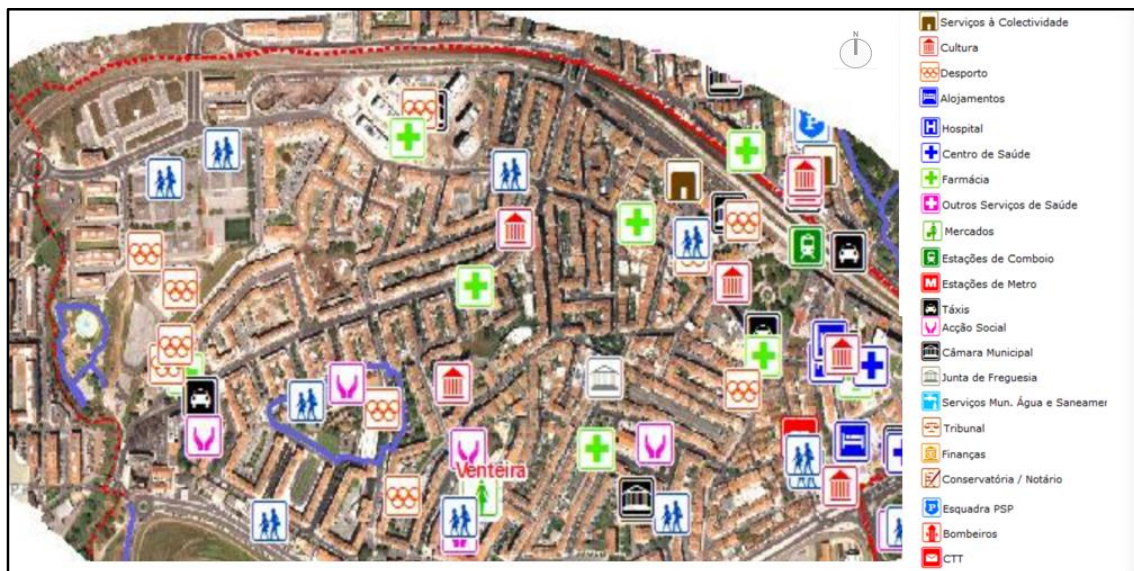 N
Venteira
Serviços à Colectividade
Cultura
Desporto
Alojamentos
Hospital
Centro de Saúde
Farmácia
Outros Serviços de Saúde
Mercados
Estações de Comboio
Estações de Metro
Táxis
Acção Social
Câmara Municipal
Junta de Freguesia
Serviços Mun. Água e Saneamer
Tribunal
Finanças
Conservatória / Notário
Esquadra PSP
Bombeiros
CTT